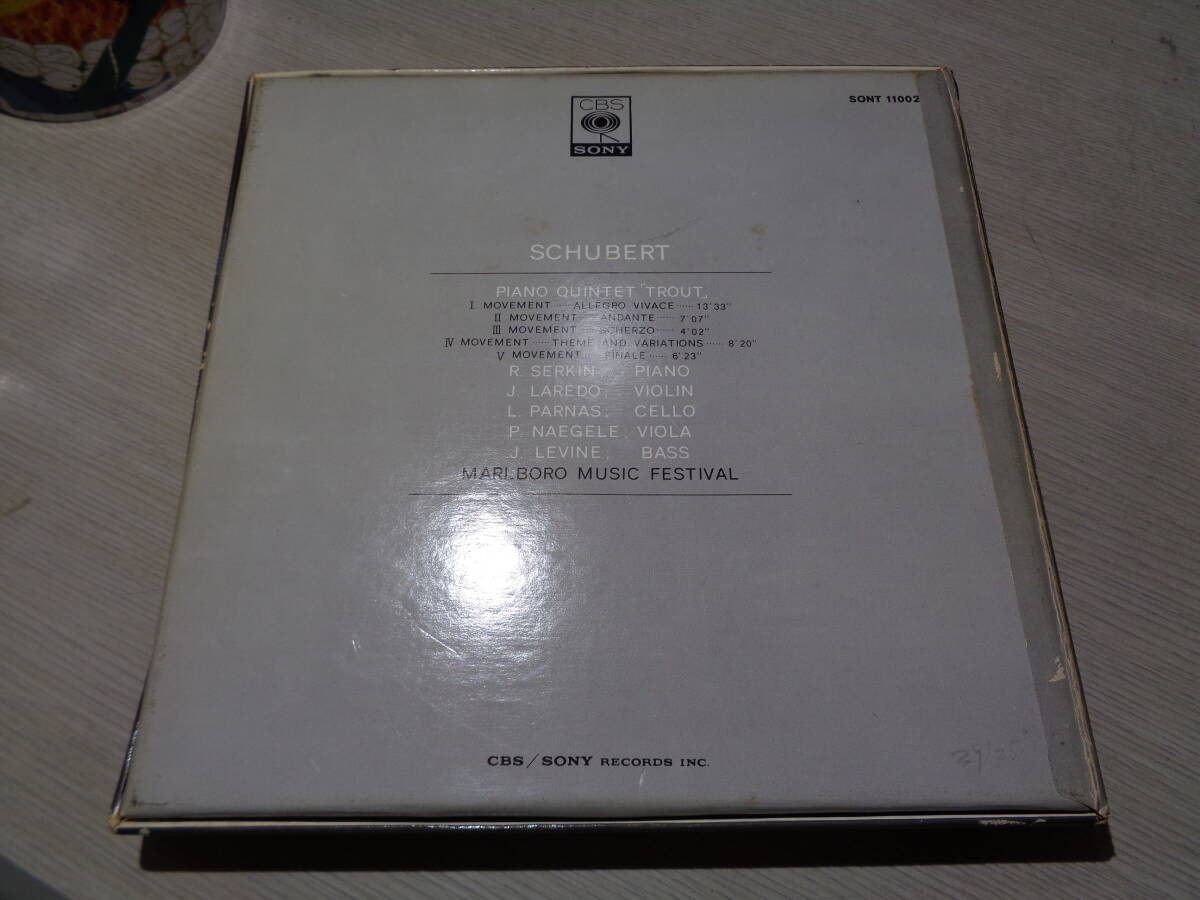 CBS
SONY
SONT 11002
SCHUBERT
PIANO QUINTET「TROUT」
Ⅰ MOVEMENT ······ ALLEGRO VIVACE ······ 13'33"
Ⅱ MOVEMENT ······ ANDANTE ······ 7'07"
Ⅲ MOVEMENT ······ SCHERZO ······ 4'02"
Ⅳ MOVEMENT ······ THEME AND VARIATIONS ······ 8'20"
Ⅴ MOVEMENT ······ FINALE ······ 6'23"
R. SERKIN; PIANO
J. LAREDO; VIOLIN
L. PARNAS; CELLO
P. NAEGELE; VIOLA
J. LEVINE; BASS
MARLBORO MUSIC FESTIVAL
CBS/SONY RECORDS INC.